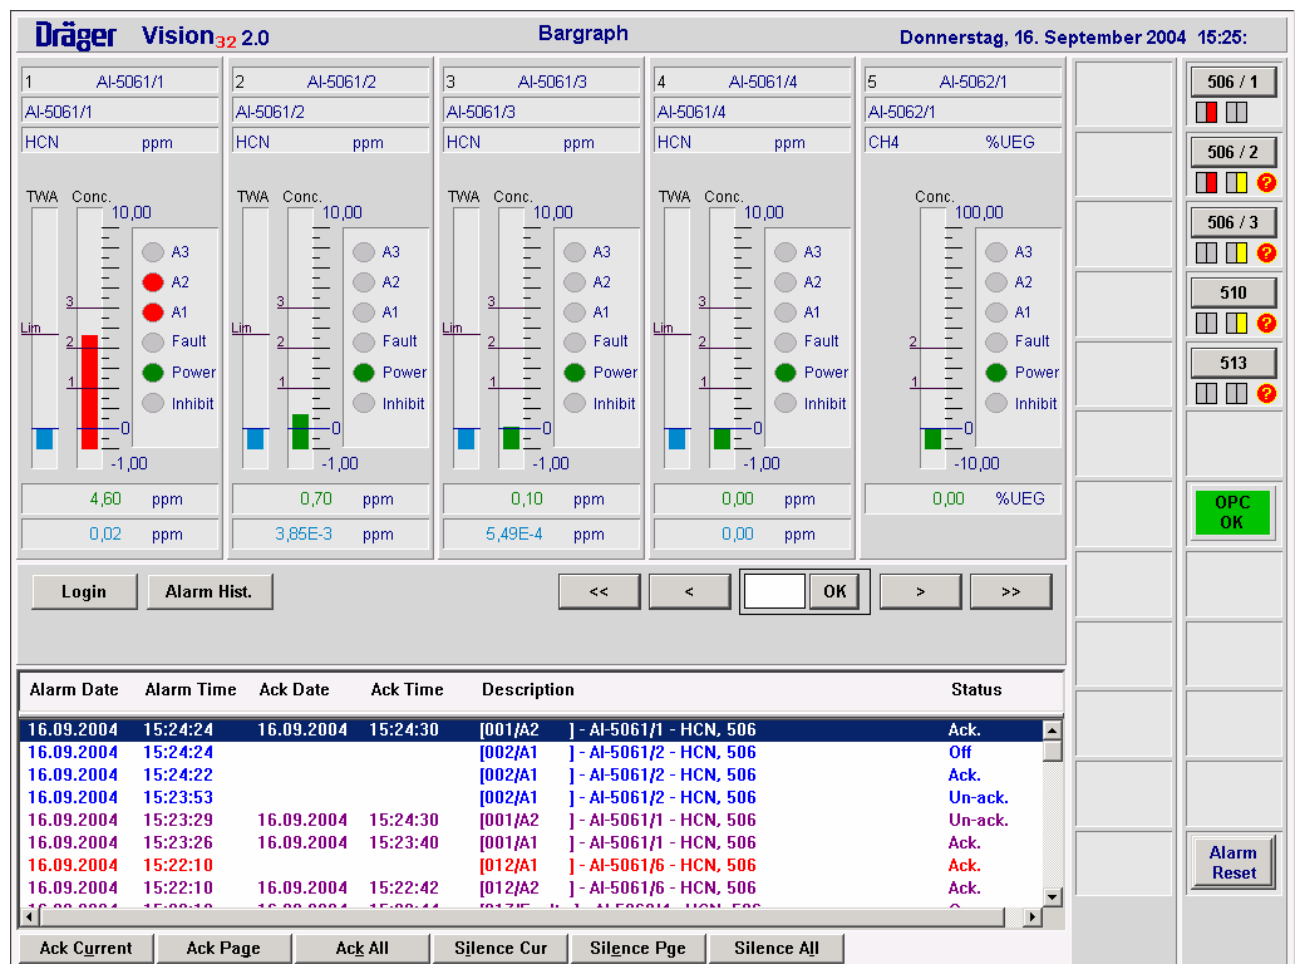 Dräger Vision32 2.0 Bargraph Donnerstag, 16. September 2004 15:25:
1 AI-5061/1 2 AI-5061/2 3 AI-5061/3 4 AI-5061/4 5 AI-5062/1 506 / 1
AI-5061/1 AI-5061/2 AI-5061/3 AI-5061/4 AI-5062/1
HCN ppm HCN ppm HCN ppm HCN ppm CH4 %UEG 506 / 2
?
TWA Conc. TWA Conc. TWA Conc. TWA Conc. Conc.
10,00 10,00 10,00 10,00 100,00 506 / 3
A3 A3 A3 A3 A3 ?
A2 A2 A2 A2 A2 510
3 3 3 3
A1 A1 A1 A1 A1
Lim Lim Lim Lim ?
2 Fault 2 Fault 2 Fault 2 Fault 2 Fault
Power Power Power Power Power 513
1 1 1 1 1
Inhibit Inhibit Inhibit Inhibit Inhibit ?
0 0 0 0 0
-1,00 -1,00 -1,00 -1,00 -10,00
4,60 ppm 0,70 ppm 0,10 ppm 0,00 ppm 0,00 %UEG OPC
OK
0,02 ppm 3,85E-3 ppm 5,49E-4 ppm 0,00 ppm
Login Alarm Hist. << < OK > >>
Alarm Date Alarm Time Ack Date Ack Time Description Status
16.09.2004 15:24:24 16.09.2004 15:24:30 [001/A2 ] - AI-5061/1 - HCN, 506 Ack.
16.09.2004 15:24:24 [002/A1 ] - AI-5061/2 - HCN, 506 Off
16.09.2004 15:24:22 [002/A1 ] - AI-5061/2 - HCN, 506 Ack.
16.09.2004 15:23:53 [002/A1 ] - AI-5061/2 - HCN, 506 Un-ack.
16.09.2004 15:23:29 16.09.2004 15:24:30 [001/A2 ] - AI-5061/1 - HCN, 506 Un-ack.
16.09.2004 15:23:26 16.09.2004 15:23:40 [001/A1 ] - AI-5061/1 - HCN, 506 Ack.
16.09.2004 15:22:10 [012/A1 ] - AI-5061/6 - HCN, 506 Ack.
16.09.2004 15:22:10 16.09.2004 15:22:42 [012/A2 ] - AI-5061/6 - HCN, 506 Ack.
Alarm
Reset
Ack Current Ack Page Ack All Silence Cur Silence Pge Silence All